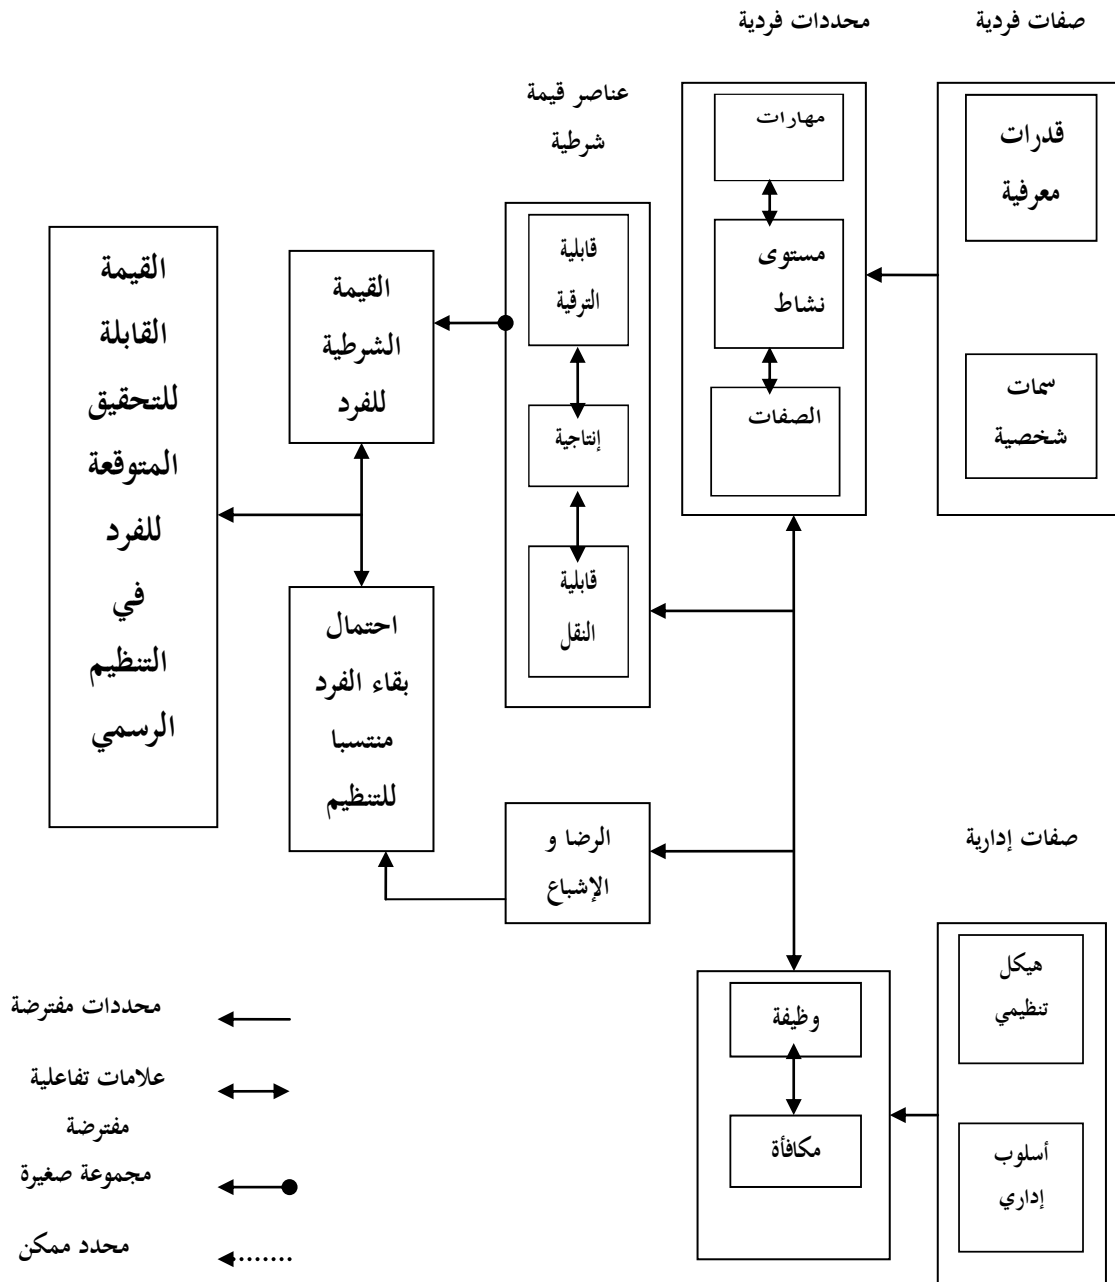 صفات فردية
محددات فردية
عناصر قيمة
شرطية
قدرات
معرفية
سمات
شخصية
مهارات
مستوى
نشاط
الصفات
قابلية
الترقية
إنتاجية
قابلية
النقل
القيمة
الشرطية
للفرد
القيمة
القابلة
للتحقيق
المتوقعة
للفرد
في
التنظيم
الرسمي
احتمال
بقاء الفرد
منتسبا
للتنظيم
الرضا و
الإشباع
صفات إدارية
هيكل
تنظيمي
أسلوب
إداري
وظيفة
مكافأة
محددات مفترضة
علامات تفاعلية
مفترضة
مجموعة صغيرة
محدد ممكن